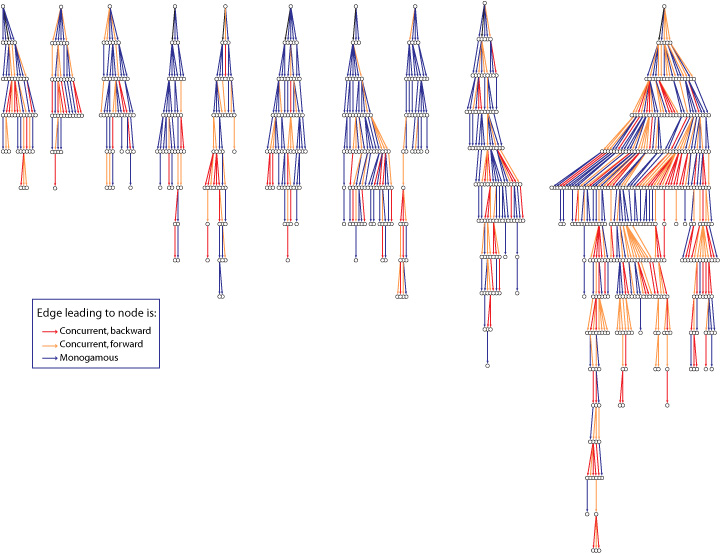 Edge leading to node is:
Concurrent, backward
Concurrent, forward
Monogamous